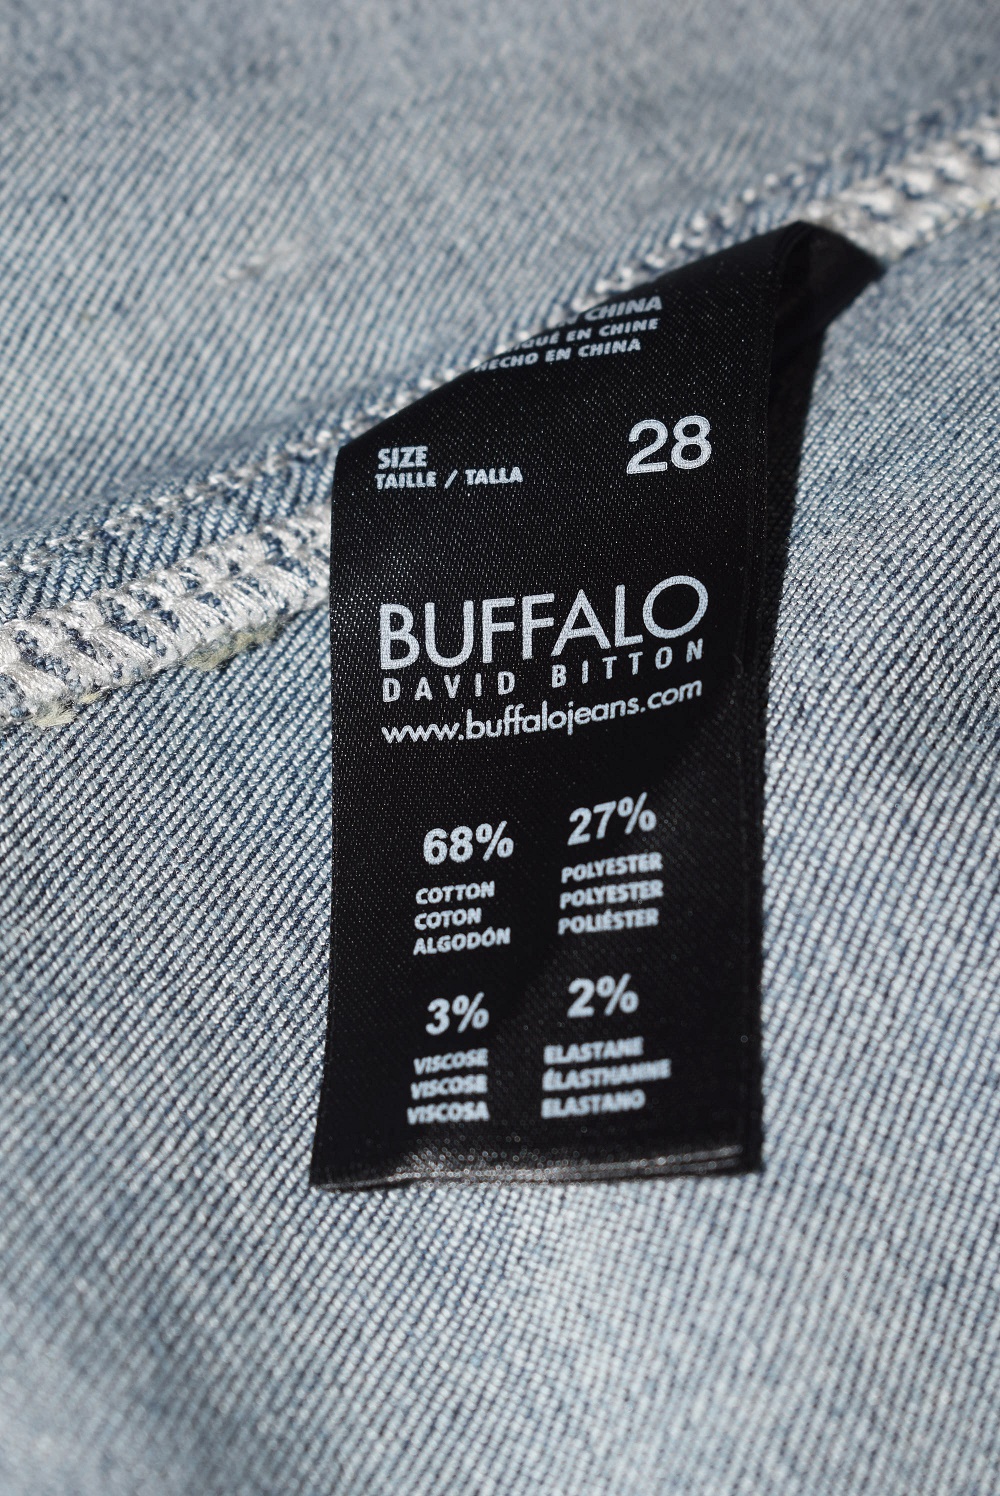 CHINA
EN CHINE
HECHO EN CHINA
SIZE 28
TAILLE / TALLA
BUFFALO
DAVID BITTON
www.buffalojeans.com
68% 27%
COTTON POLYESTER
COTON POLYESTER
ALGODÓN POLIÉSTER
3% 2%
VISCOSE ELASTANE
VISCOSE ÉLASTHANNE
VISCOSA ELASTANO